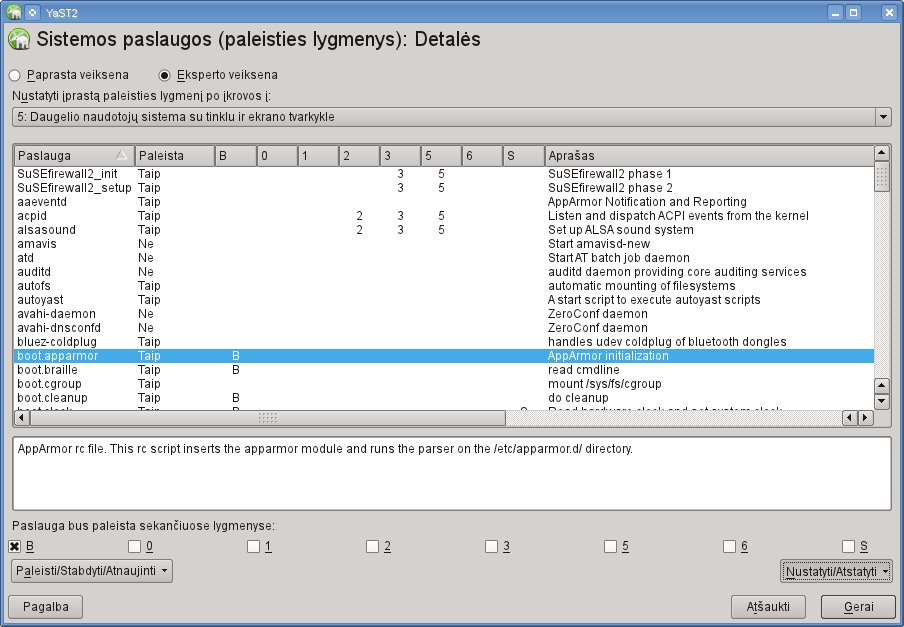 YaST2
Sistemos paslaugos (paleisties lygmenys): Detalės
Paprasta veiksena Eksperto veiksena
Nustatyti įprastą paleisties lygmenį po įkrovos į:
5: Daugelio naudotojų sistema su tinklu ir ekrano tvarkykle
Paslauga Paleista B 0 1 2 3 5 6 S Aprašas
SuSEfirewall2_init Taip 3 5 SuSEfirewall2 phase 1
SuSEfirewall2_setup Taip 3 5 SuSEfirewall2 phase 2
aaeventd Taip AppArmor Notification and Reporting
acpid Taip 2 3 5 Listen and dispatch ACPI events from the kernel
alsasound Taip 2 3 5 Set up ALSA sound system
amavis Ne Start amavisd-new
atd Ne Start AT batch job daemon
auditd Ne auditd daemon providing core auditing services
autofs Taip automatic mounting of filesystems
autoyast Taip A start script to execute autoyast scripts
avahi-daemon Ne ZeroConf daemon
avahi-dnsconfd Ne ZeroConf daemon
bluez-coldplug Taip handles udev coldplug of bluetooth dongles
boot.apparmor Taip B AppArmor initialization
boot.braille Taip B read cmdline
boot.cgroup Taip mount /sys/fs/cgroup
boot.cleanup Taip B do cleanup
boot.clock Taip B S Read hardware clock and set system clock
AppArmor rc file. This rc script inserts the apparmor module and runs the parser on the /etc/apparmor.d/ directory.
Paslauga bus paleista sekančiuose lygmenyse:
B 0 1 2 3 5 6 S
Paleisti/Stabdyti/Atnaujinti Nustatyti/Atstatyti
Pagalba Atšaukti Gerai